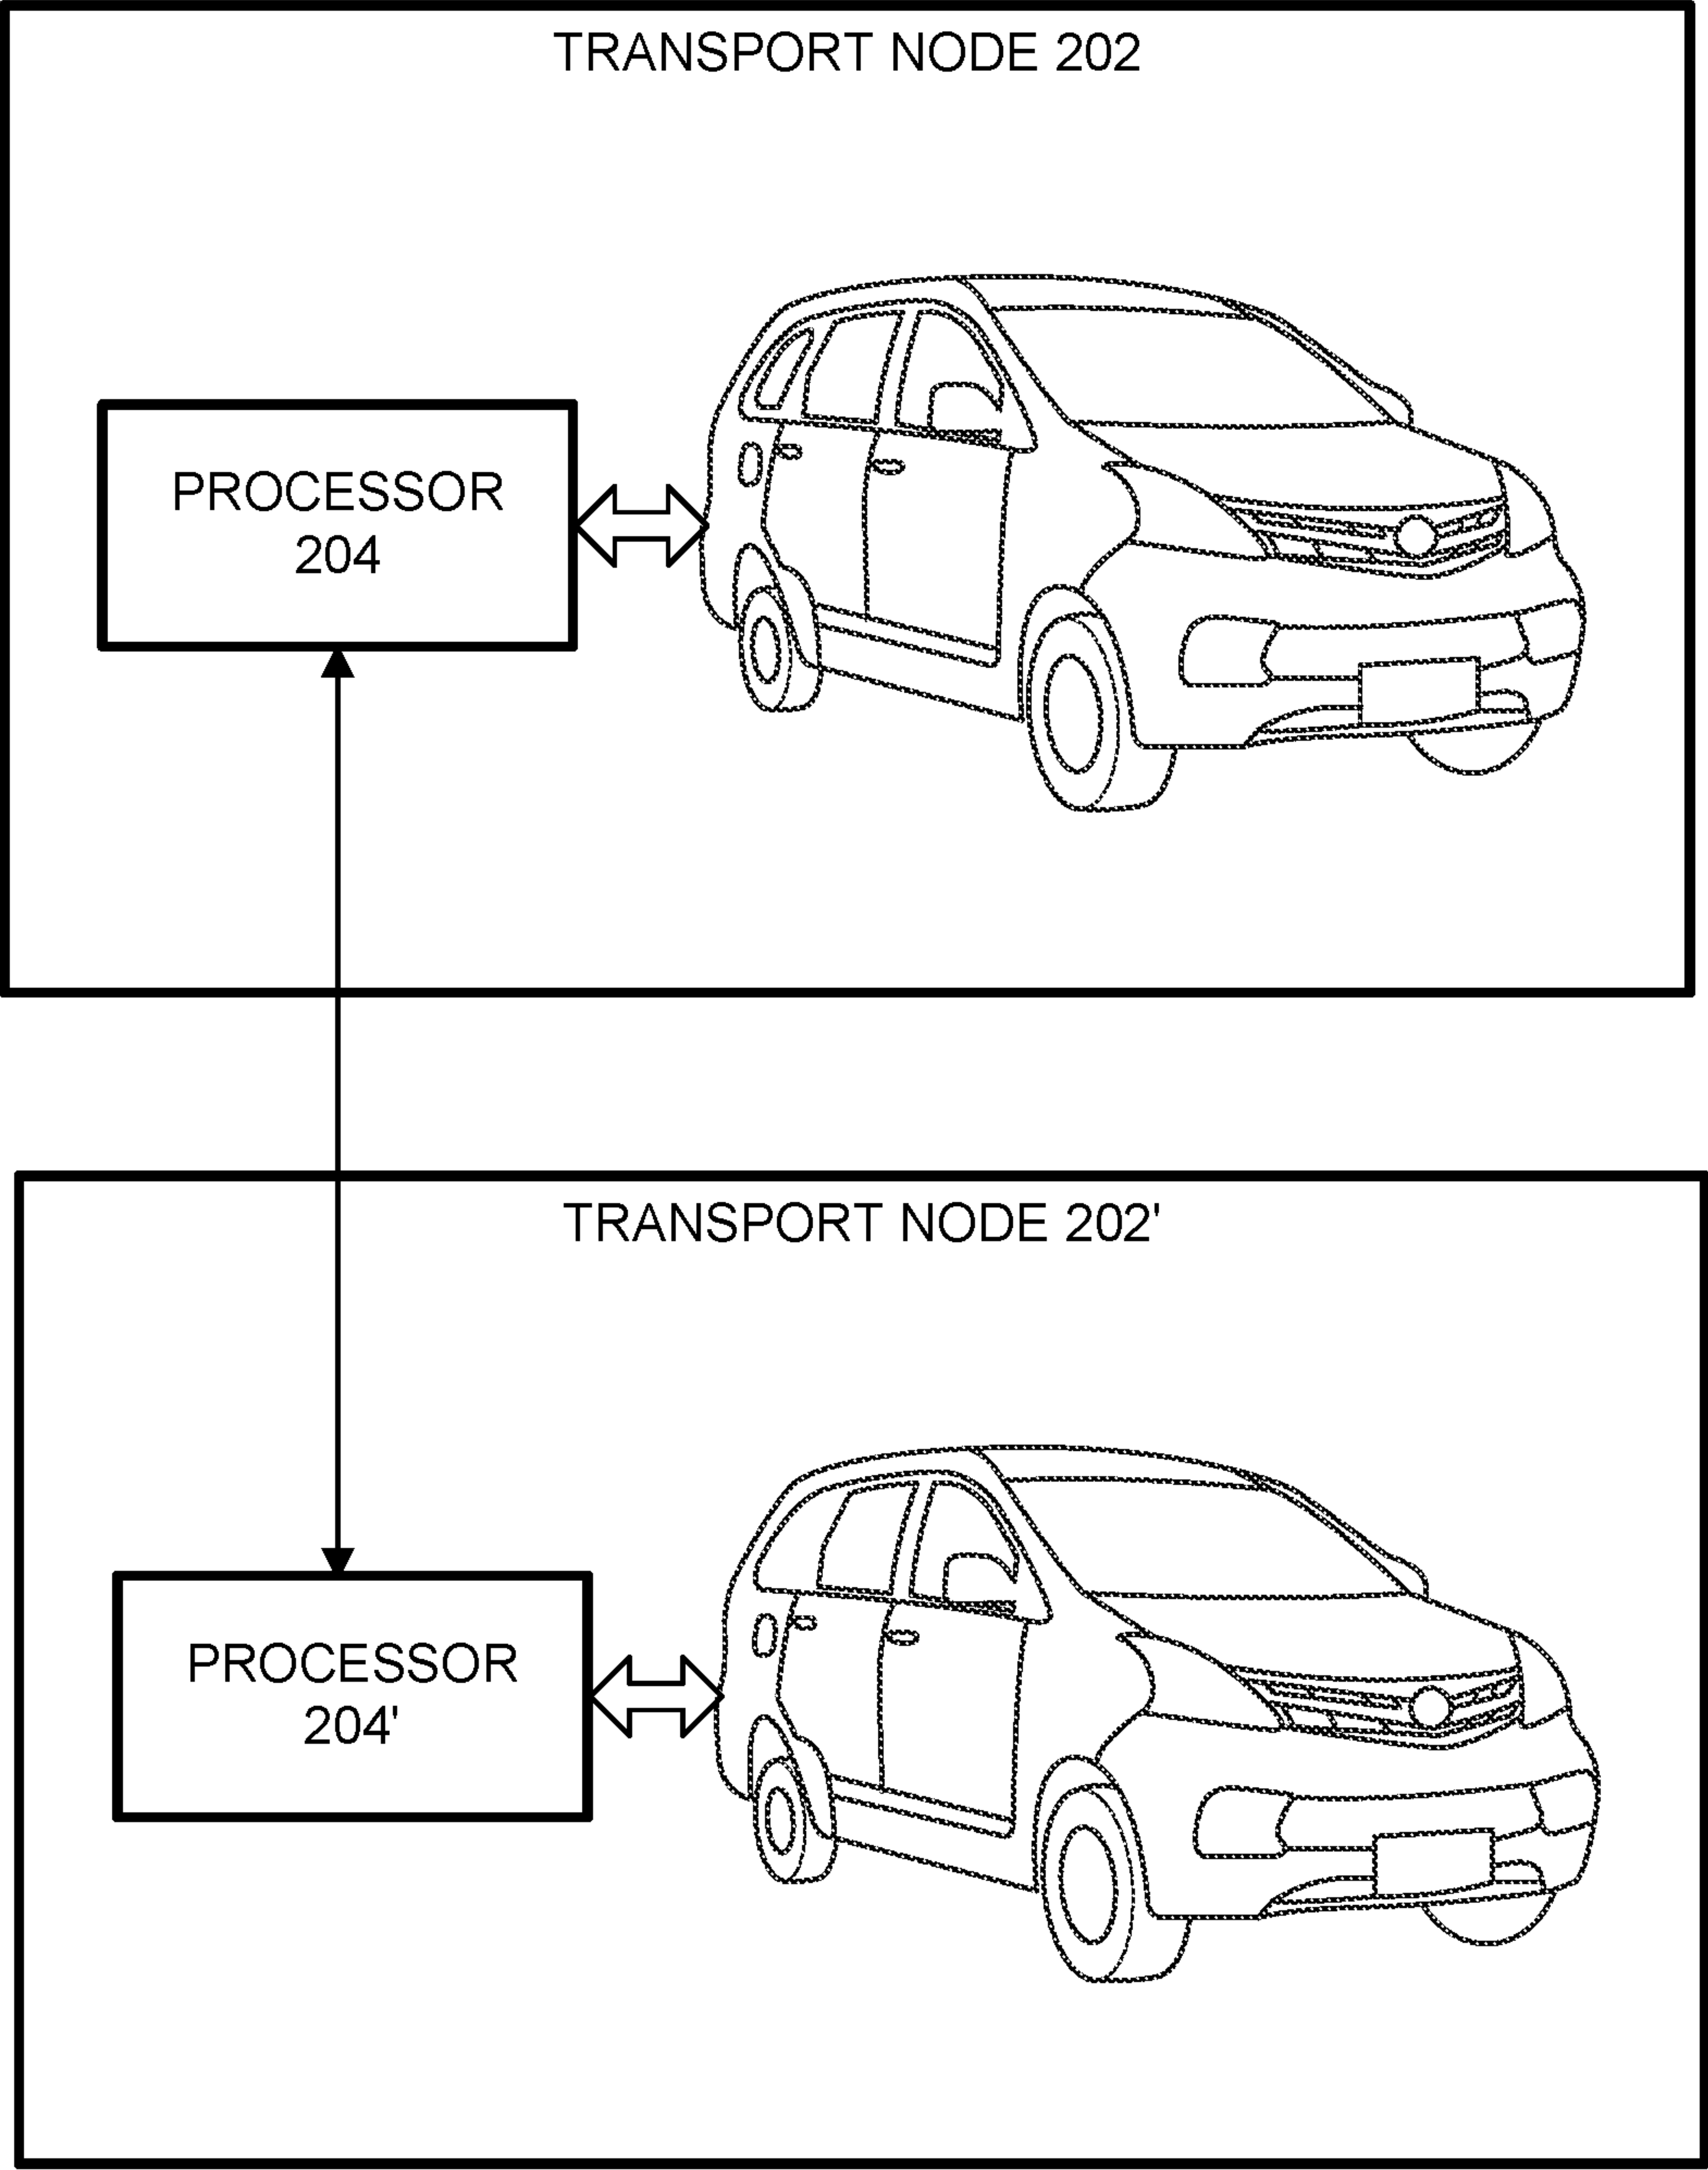 TRANSPORT NODE 202
PROCESSOR
204
TRANSPORT NODE 202'
PROCESSOR
204'